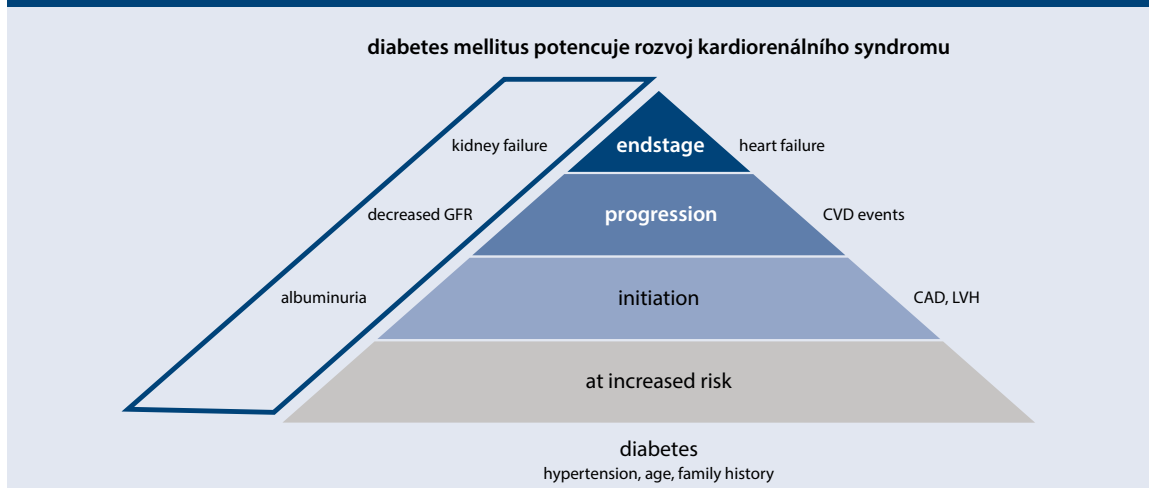 diabetes mellitus potencuje rozvoj kardiorenálního syndromu
kidney failure
endstage
heart failure
decreased GFR
progression
CVD events
albuminuria
initiation
CAD, LVH
at increased risk
diabetes
hypertension, age, family history